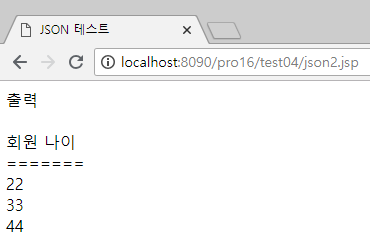 JSON 테스트
localhost:8090/pro16/test04/json2.jsp
출력
회원 나이
=======
22
33
44